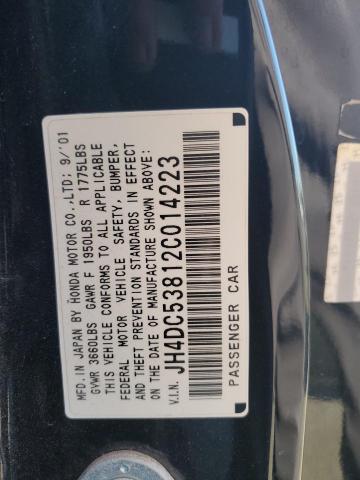 MFD. IN JAPAN BY HONDA MOTOR CO.,LTD: 9/'01
GVWR 3660LBS GAWR F 1950LBS R 1775LBS
THIS VEHICLE CONFORMS TO ALL APPLICABLE
FEDERAL MOTOR VEHICLE SAFETY, BUMPER,
AND THEFT PREVENTION STANDARDS IN EFFECT
ON THE DATE OF MANUFACTURE SHOWN ABOVE:
V.I.N. JH4DC53812C014223
PASSENGER CAR